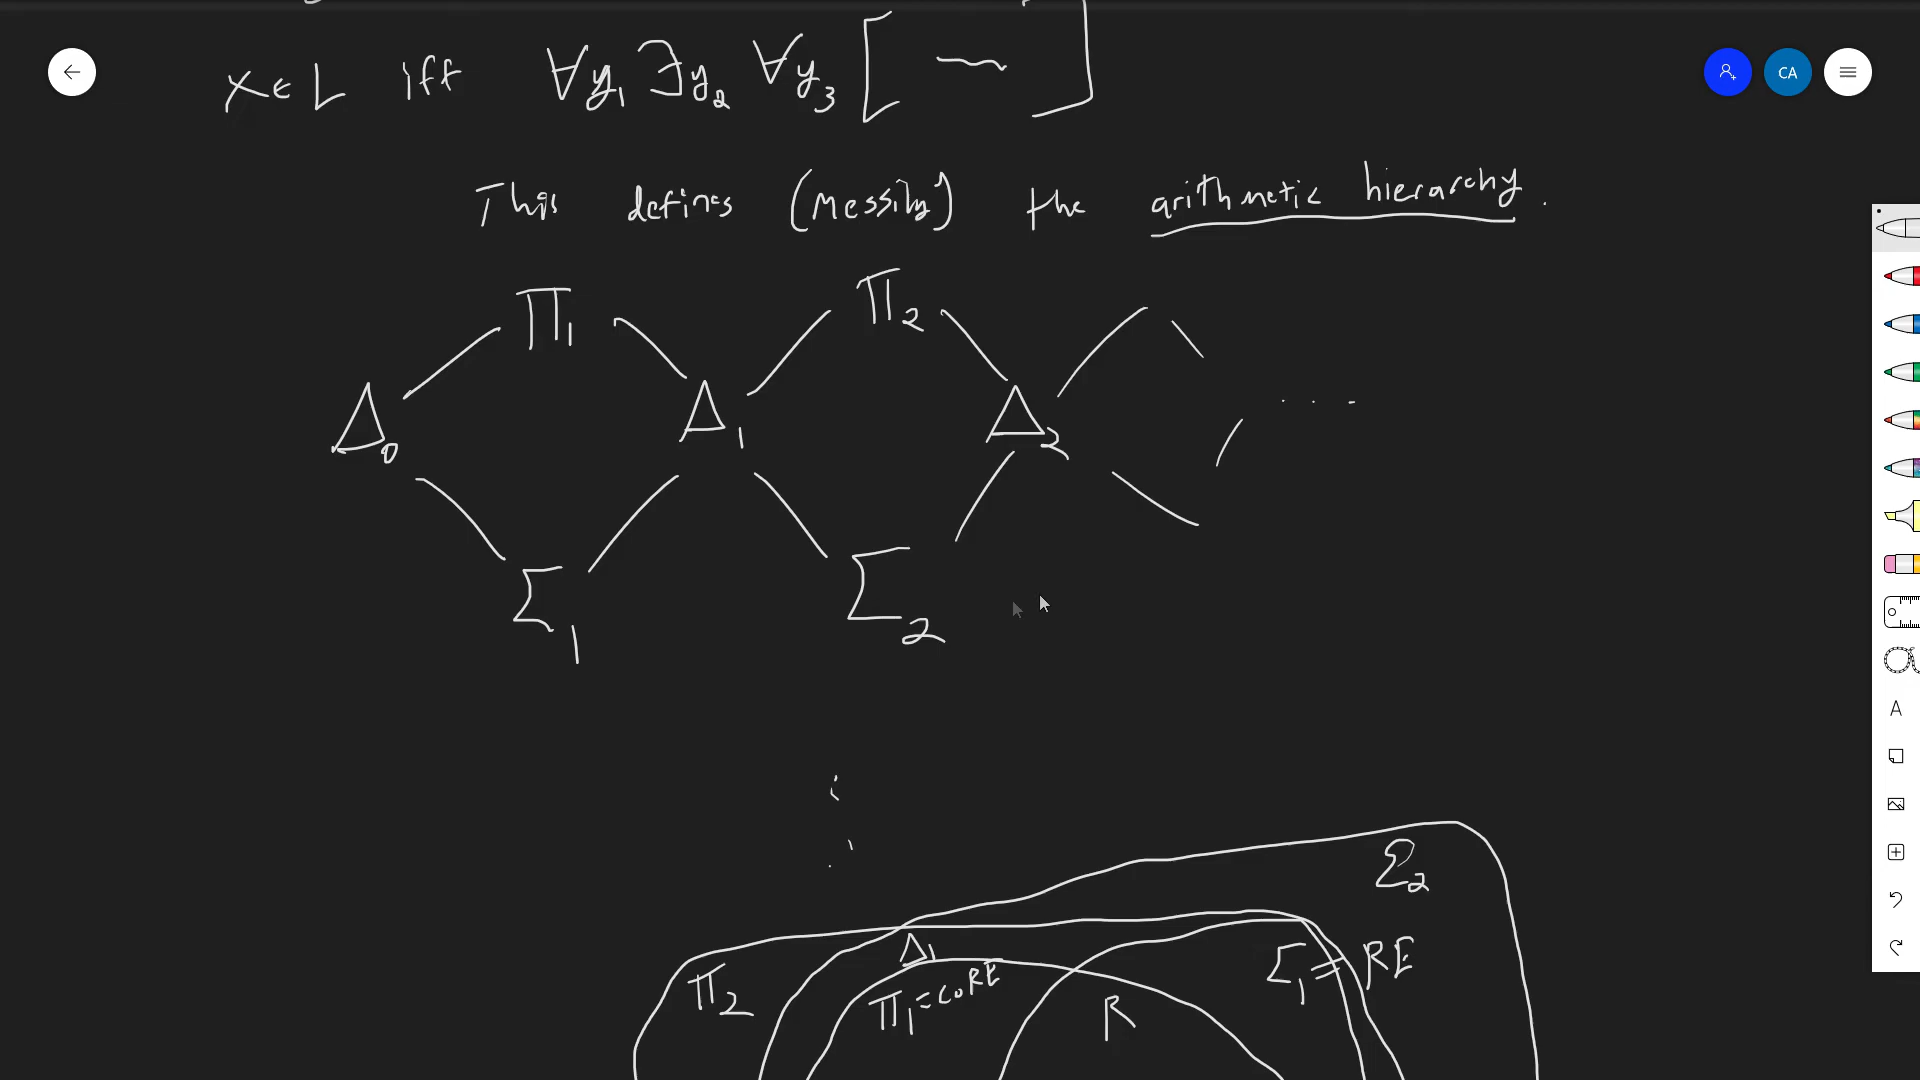 x∈L iff ∀y₁ ∃y₂ ∀y₃ [ ~ ]
CA
This defines (messily) the arithmetic hierarchy.
Π₁ Π₂
Δ₀ Δ₁ Δ₂ ....
Σ₁ Σ₂
Σ₂
Δ₁
Π₂ Π₁=coRE R Σ₁=RE
A